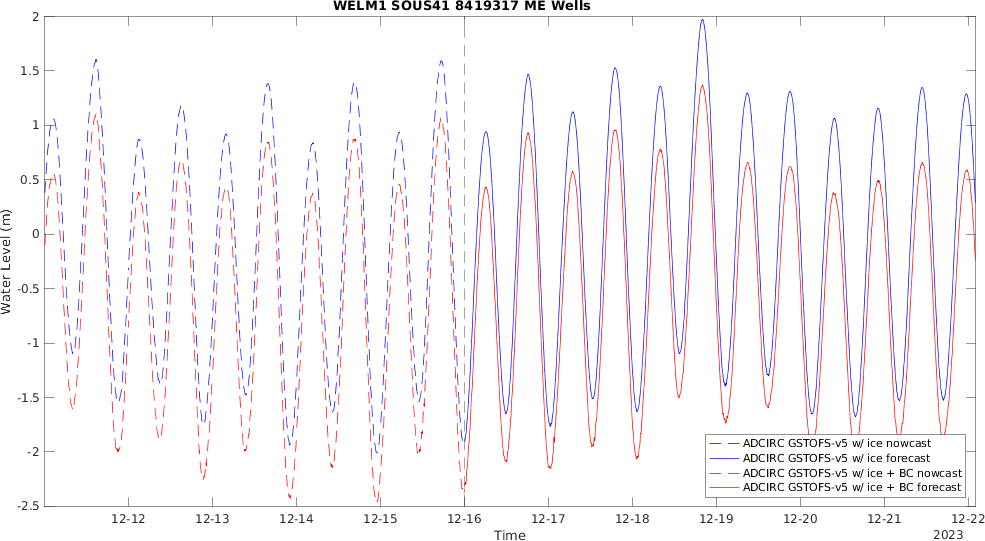 WELM1 SOUS41 8419317 ME Wells
2
1.5
1
0.5
0
-0.5
-1
-1.5
-2
-2.5
Water Level (m)
12-12 12-13 12-14 12-15 12-16 12-17 12-18 12-19 12-20 12-21 12-22
Time
2023
ADCIRC GSTOFS-v5 w/ ice nowcast
ADCIRC GSTOFS-v5 w/ ice forecast
ADCIRC GSTOFS-v5 w/ ice + BC nowcast
ADCIRC GSTOFS-v5 w/ ice + BC forecast